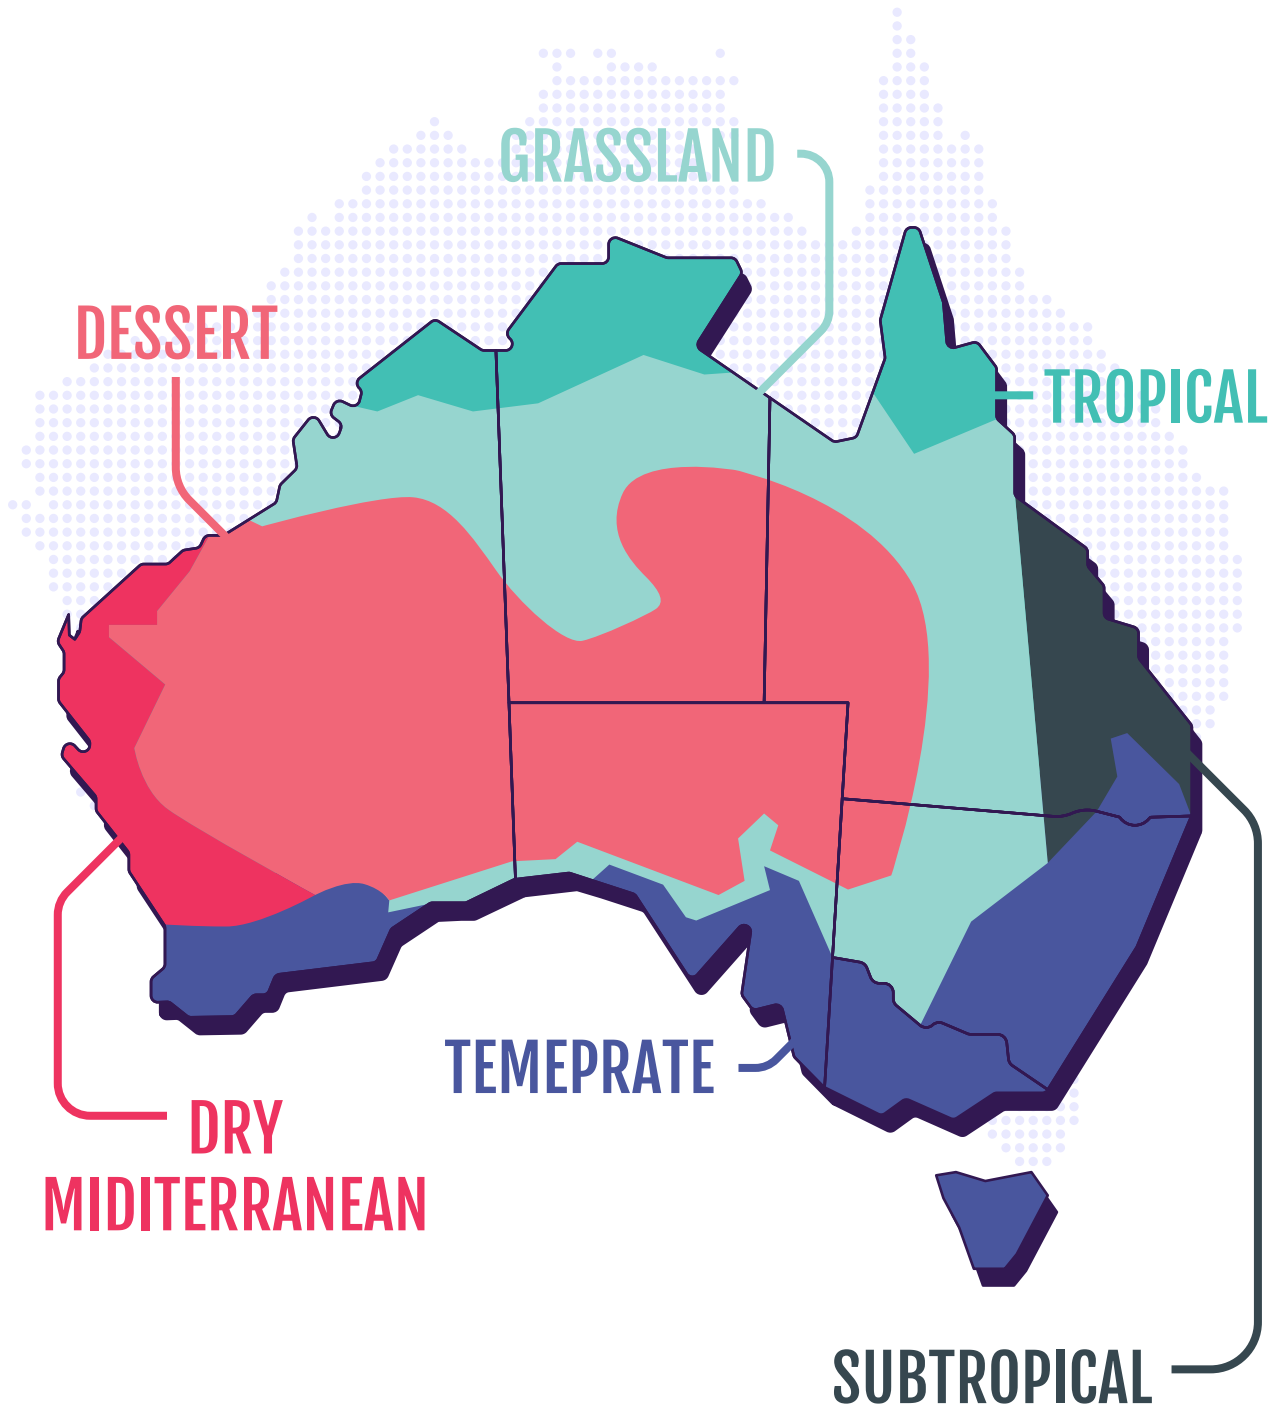 GRASSLAND
DESSERT
TROPICAL
TEMEPRATE
DRY
MIDITERRANEAN
SUBTROPICAL